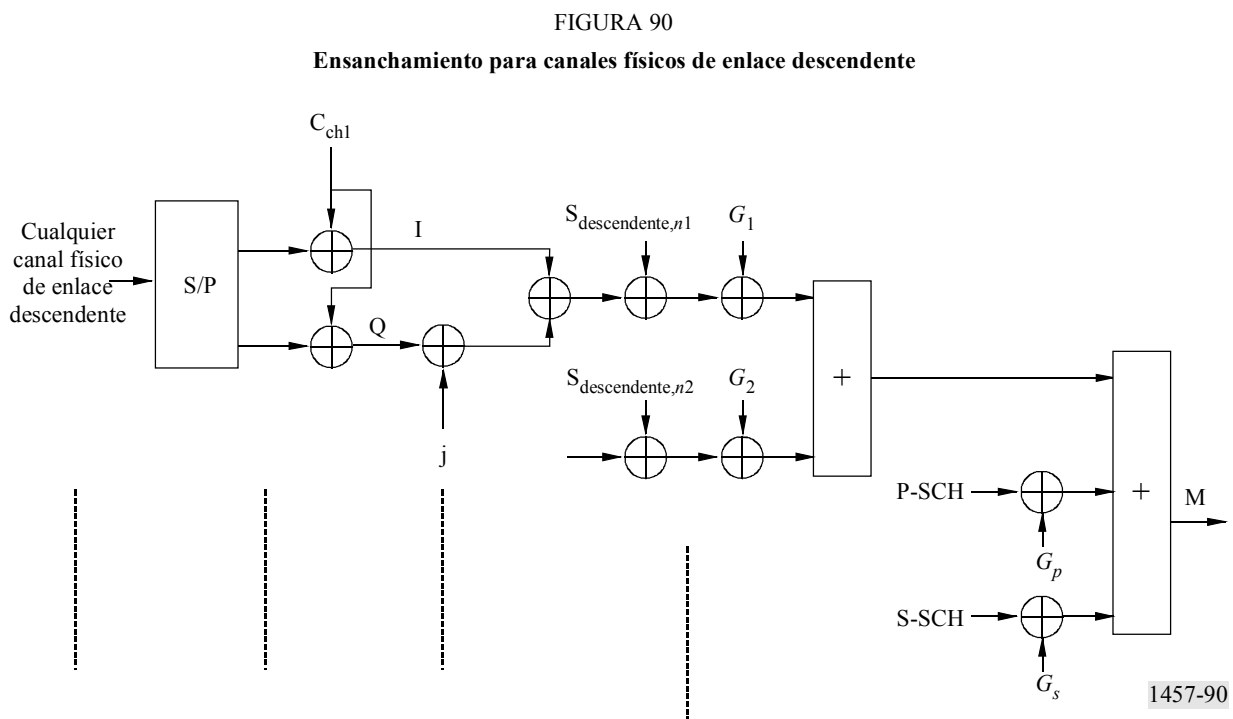 FIGURA 90
Ensanchamiento para canales físicos de enlace descendente
C_ch1
Cualquier
canal físico
de enlace
descendente
S/P
I
Q
j
S_descendente,n1
G_1
S_descendente,n2
G_2
+
P-SCH
G_p
S-SCH
G_s
+
M
1457-90